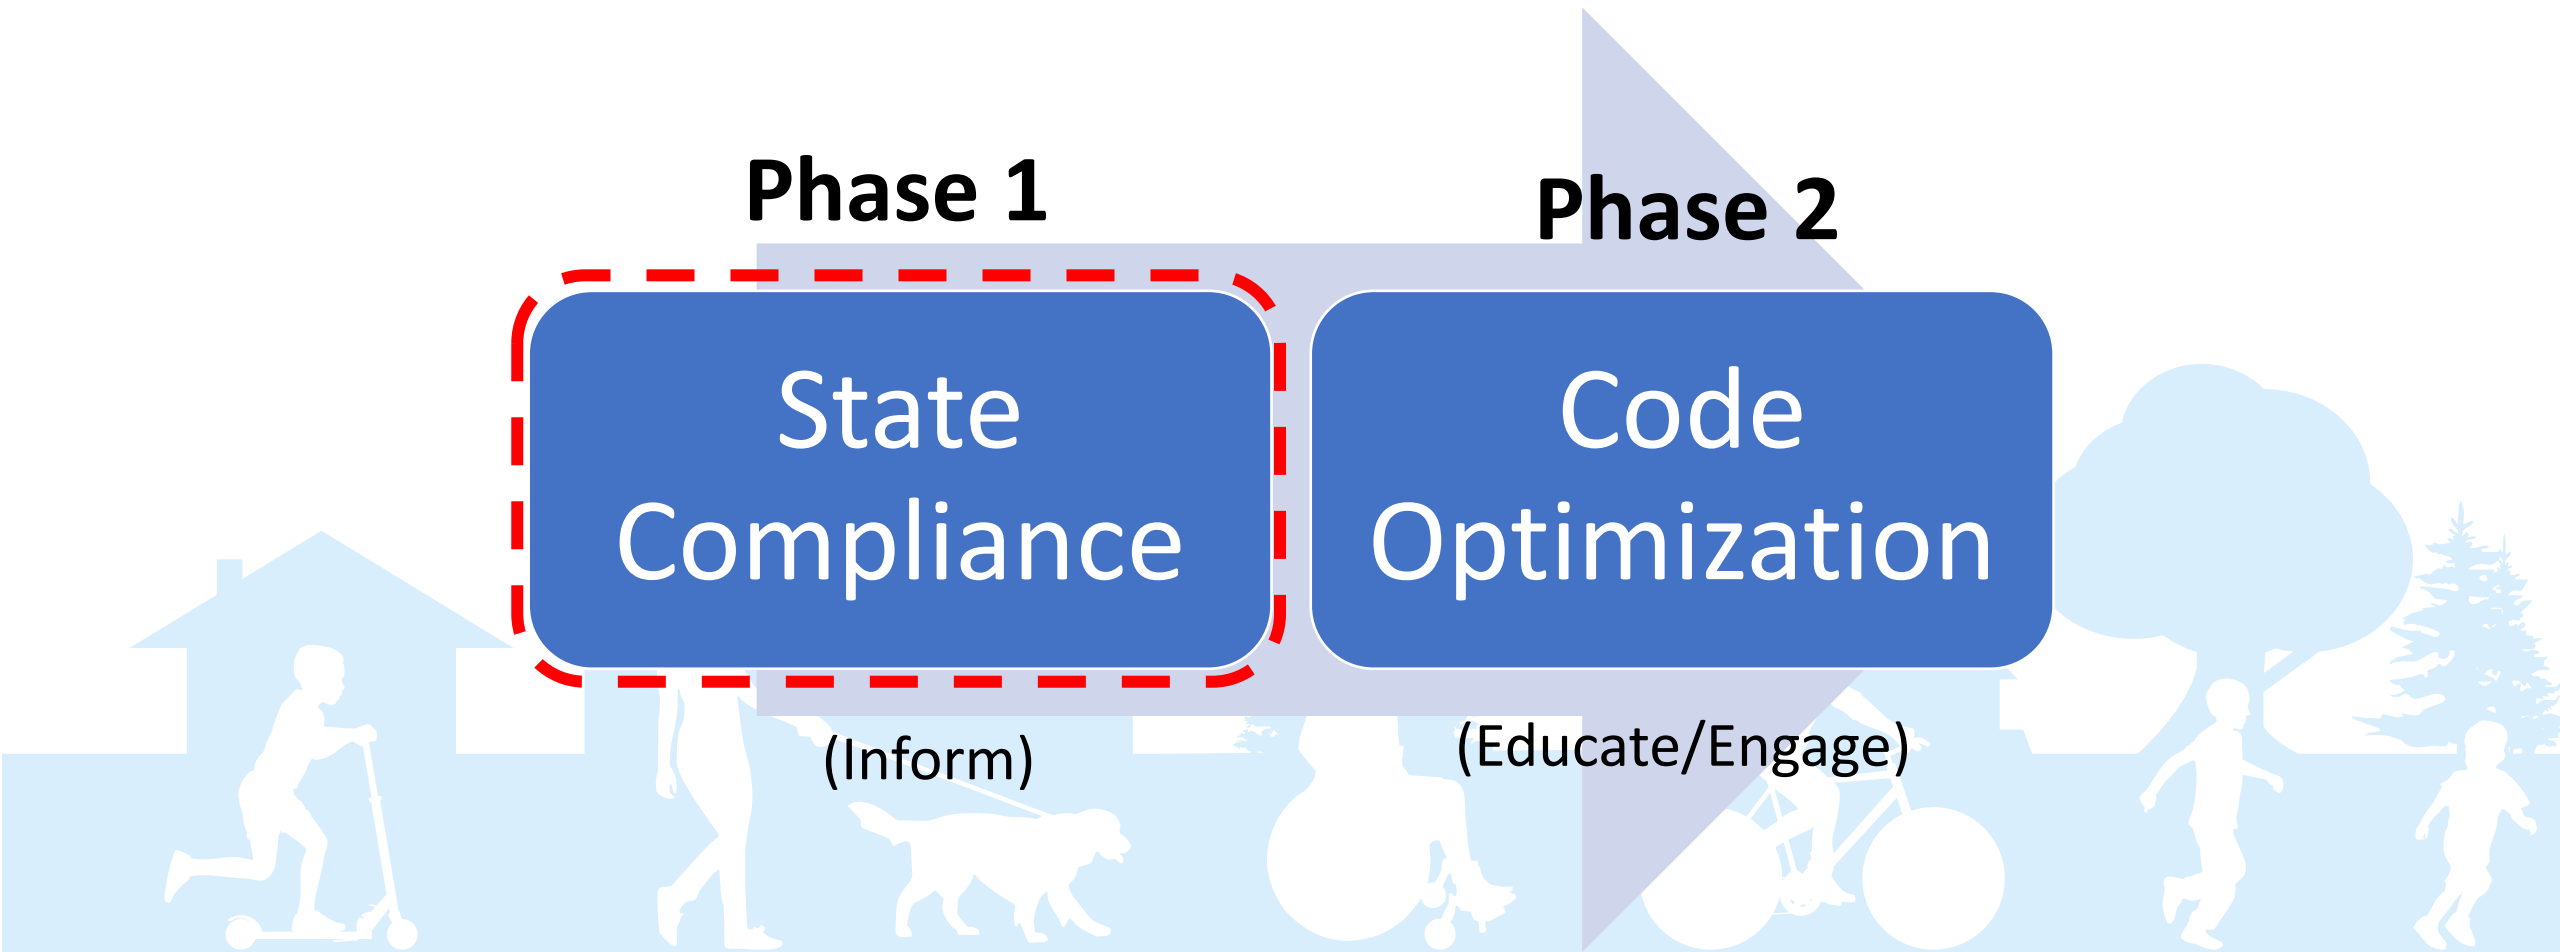 Phase 1
State
Compliance
(Inform)
Phase 2
Code
Optimization
(Educate/Engage)